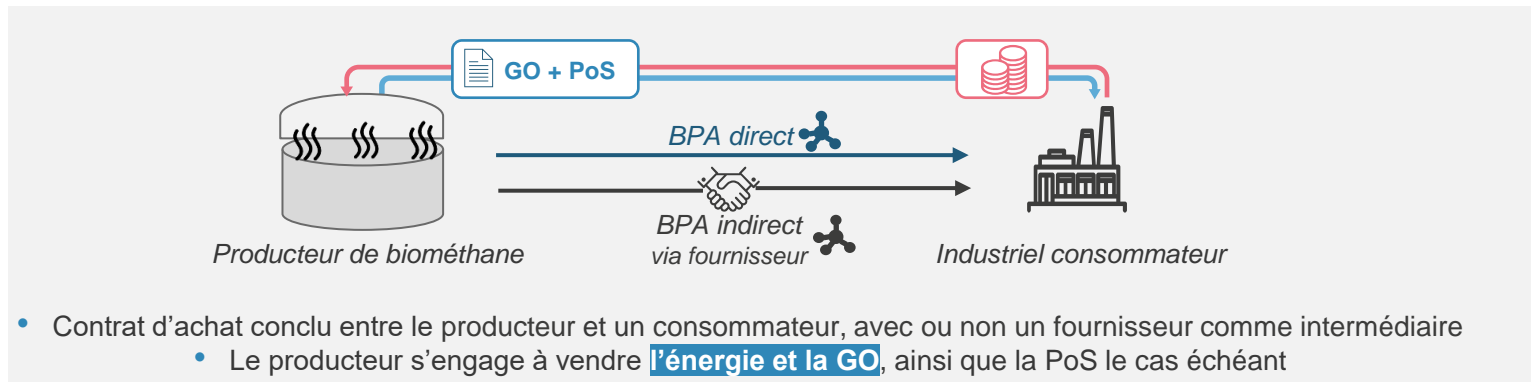 GO + PoS
BPA direct
BPA indirect
via fournisseur
Producteur de biométhane
Industriel consommateur
• Contrat d’achat conclu entre le producteur et un consommateur, avec ou non un fournisseur comme intermédiaire
• Le producteur s’engage à vendre l’énergie et la GO, ainsi que la PoS le cas échéant